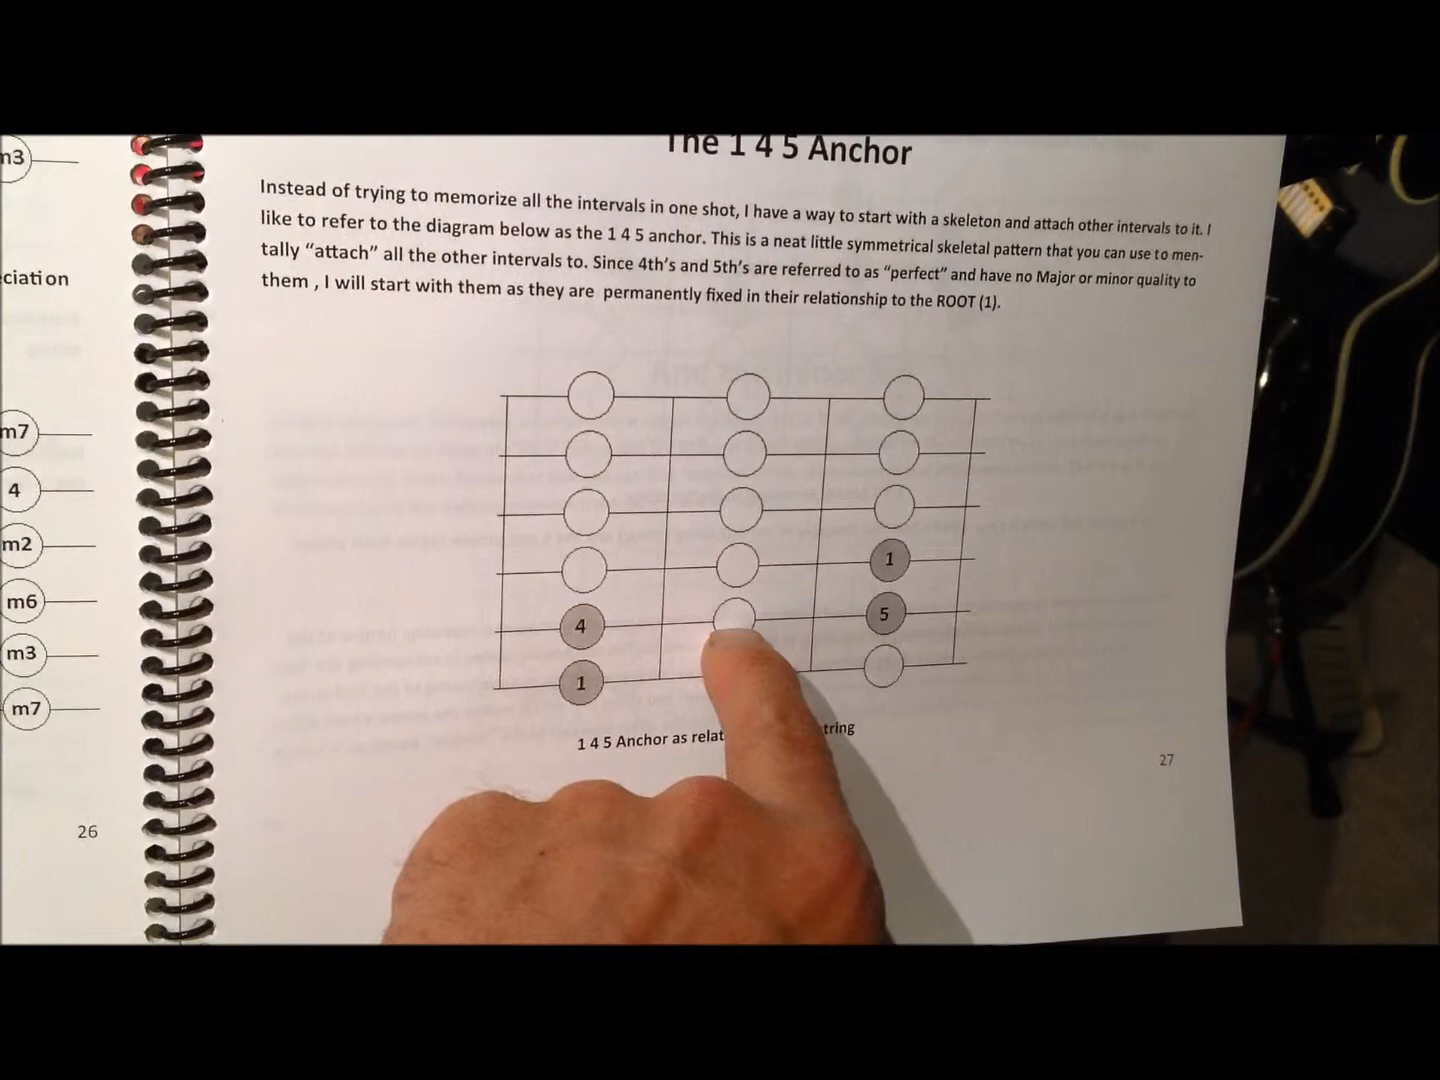 m3
ciation
m7
4
m2
m6
m3
m7
26
The 1 4 5 Anchor
Instead of trying to memorize all the intervals in one shot, I have a way to start with a skeleton and attach other intervals to it. I
like to refer to the diagram below as the 1 4 5 anchor. This is a neat little symmetrical skeletal pattern that you can use to men-
tally “attach” all the other intervals to. Since 4th’s and 5th’s are referred to as “perfect” and have no Major or minor quality to
them , I will start with them as they are permanently fixed in their relationship to the ROOT (1).
1
4 5
1
1 4 5 Anchor as relat tring
27